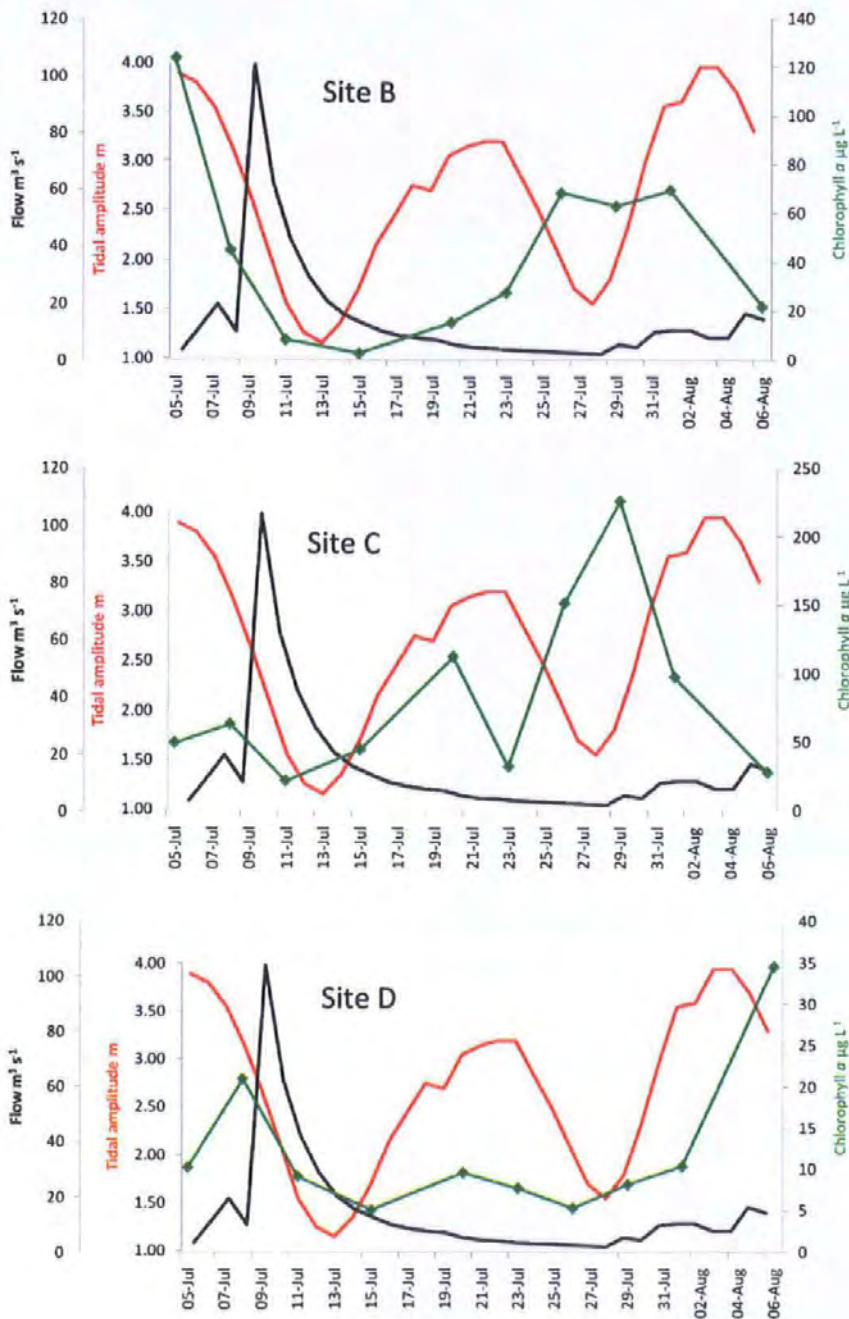 Site B
Flow m³ s⁻¹
120
100
80
60
40
20
0
Tidal amplitude m
4.00
3.50
3.00
2.50
2.00
1.50
1.00
140
120
100
80
60
40
20
0
Chlorophyll a µg L⁻¹
05-Jul
07-Jul
09-Jul
11-Jul
13-Jul
15-Jul
17-Jul
19-Jul
21-Jul
23-Jul
25-Jul
27-Jul
29-Jul
31-Jul
02-Aug
04-Aug
06-Aug
Site C
Flow m³ s⁻¹
120
100
80
60
40
20
0
Tidal amplitude m
4.00
3.50
3.00
2.50
2.00
1.50
1.00
250
200
150
100
50
0
Chlorophyll a µg L⁻¹
05-Jul
07-Jul
09-Jul
11-Jul
13-Jul
15-Jul
17-Jul
19-Jul
21-Jul
23-Jul
25-Jul
27-Jul
29-Jul
31-Jul
02-Aug
04-Aug
06-Aug
Site D
Flow m³ s⁻¹
120
100
80
60
40
20
0
Tidal amplitude m
4.00
3.50
3.00
2.50
2.00
1.50
1.00
40
35
30
25
20
15
10
5
0
Chlorophyll a µg L⁻¹
05-Jul
07-Jul
09-Jul
11-Jul
13-Jul
15-Jul
17-Jul
19-Jul
21-Jul
23-Jul
25-Jul
27-Jul
29-Jul
31-Jul
02-Aug
04-Aug
06-Aug